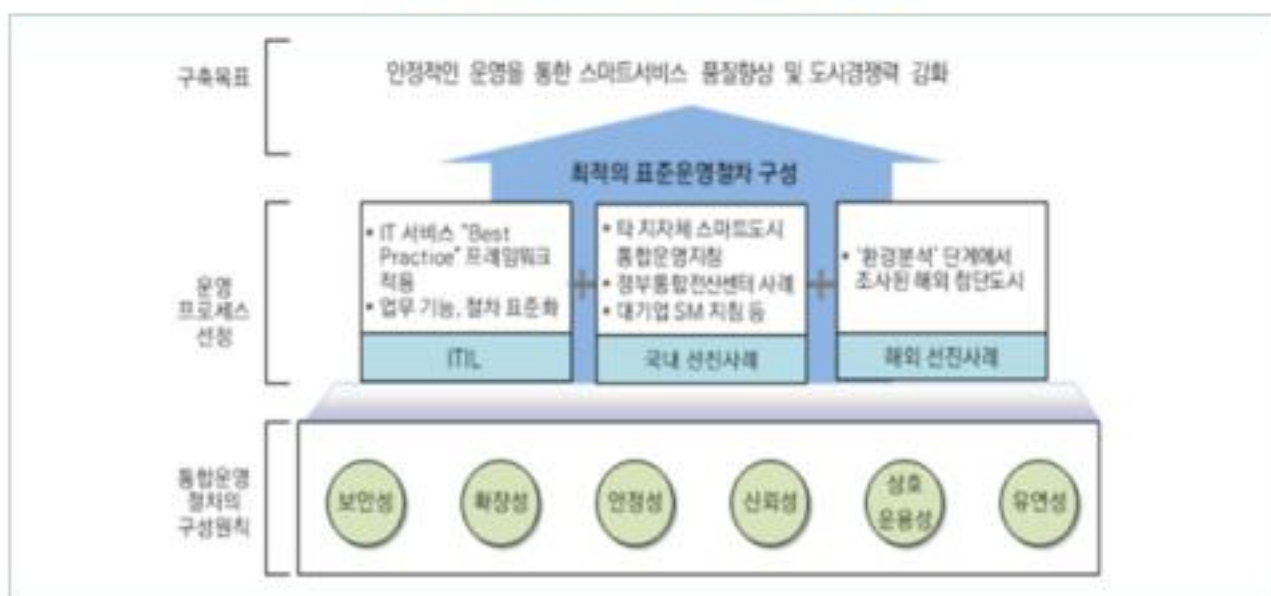 구축목표
안정적인 운영을 통한 스마트서비스 품질향상 및 도시경쟁력 강화
최적의 표준운영절차 구성
운영
프로세스
선정
• IT 서비스 "Best
Practice" 프레임워크
적용
• 업무 기능, 절차 표준화
ITIL
+
• 타 지자체 스마트도시
통합운영지침
• 정부통합전산센터 사례
• 대기업 SM 지침 등
국내 선진사례
+
• '환경분석' 단계에서
조사된 해외 첨단도시
해외 선진사례
통합운영
절차의
구성원칙
보안성
확장성
안정성
신뢰성
상호
운용성
유연성